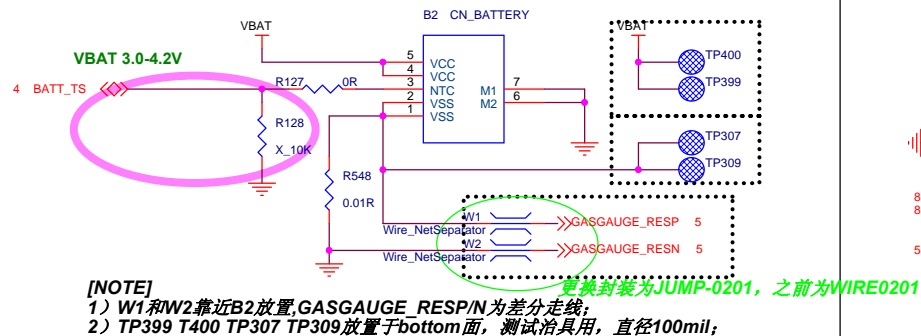 B2 CN_BATTERY
VBAT
VBAT
VBAT 3.0-4.2V
TP400
TP399
5 VCC
4 VCC
3 NTC
2 VSS
1 VSS
M1 7
M2 6
4 BATT_TS
R127 0R
R128
X_10K
TP307
TP309
R548
0.01R
W1
Wire_NetSeparator
GASGAUGE_RESP 5
W2
Wire_NetSeparator
GASGAUGE_RESN 5
8
8
5
更换封装为JUMP-0201，之前为WIRE0201
[NOTE]
1）W1和W2靠近B2放置,GASGAUGE_RESP/N为差分走线；
2）TP399 T400 TP307 TP309放置于bottom面，测试治具用，直径100mil；